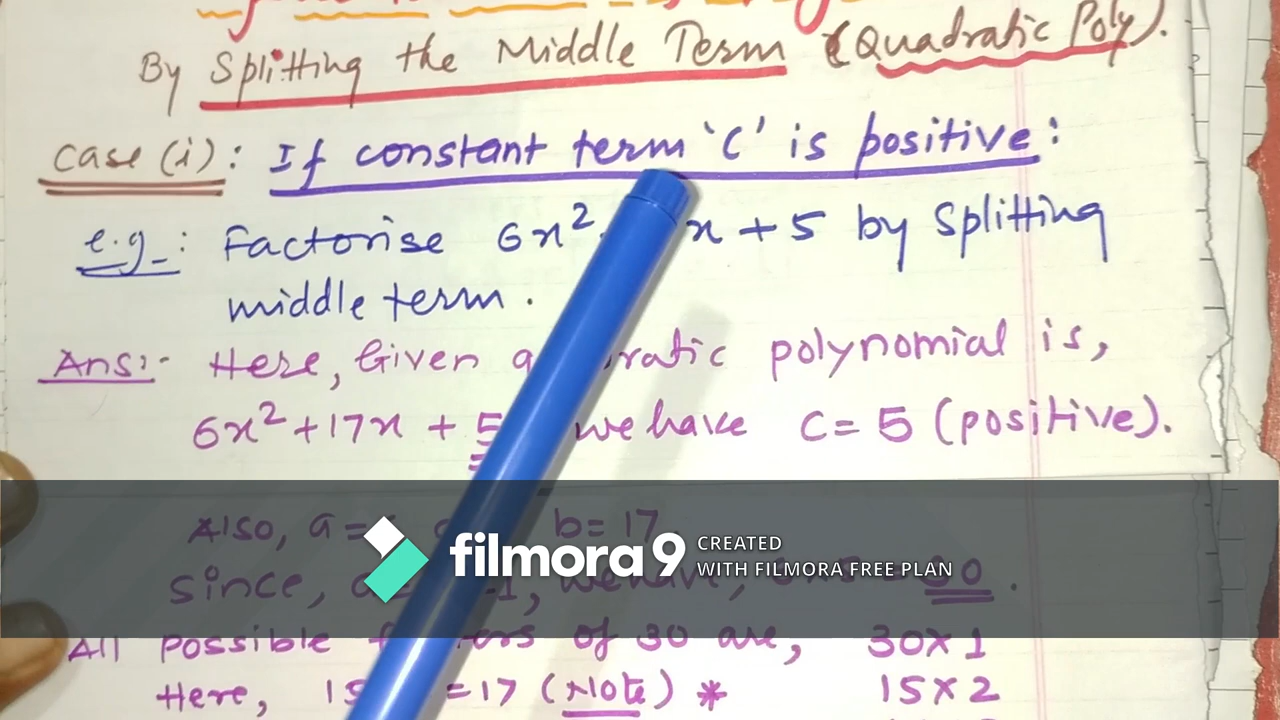 By Splitting the Middle Term (Quadratic Poly).
Case (i): If constant term 'C' is positive:
e.g.: Factorise 6x² x + 5 by splitting
middle term.
Ans:- Here, Given ratic polynomial is,
6x² + 17x + 5 we have C = 5 (positive).
Also, a = b = 17
filmora9 CREATED
WITH FILMORA FREE PLAN
since, we have, 30.
All possible of 30 are, 30 x 1
Here, = 17 (Note) * 15 x 2